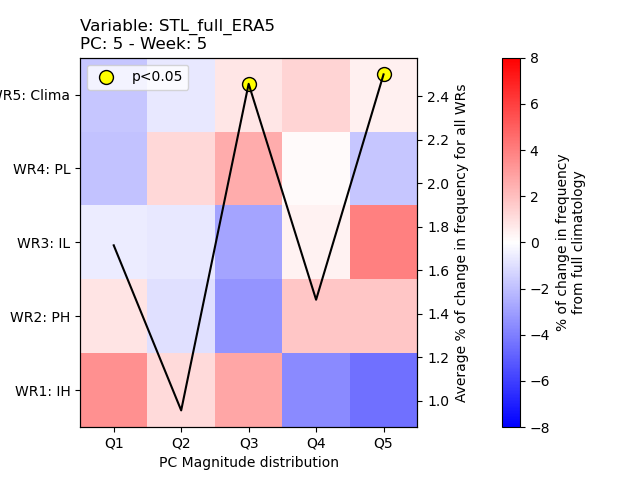 Variable: STL_full_ERA5
PC: 5 - Week: 5
p<0.05
WR5: Clima
WR4: PL
WR3: IL
WR2: PH
WR1: IH
Q1 Q2 Q3 Q4 Q5
PC Magnitude distribution
2.4
2.2
2.0
1.8
1.6
1.4
1.2
1.0
Average % of change in frequency for all WRs
8
6
4
2
0
−2
−4
−6
−8
% of change in frequency
from full climatology